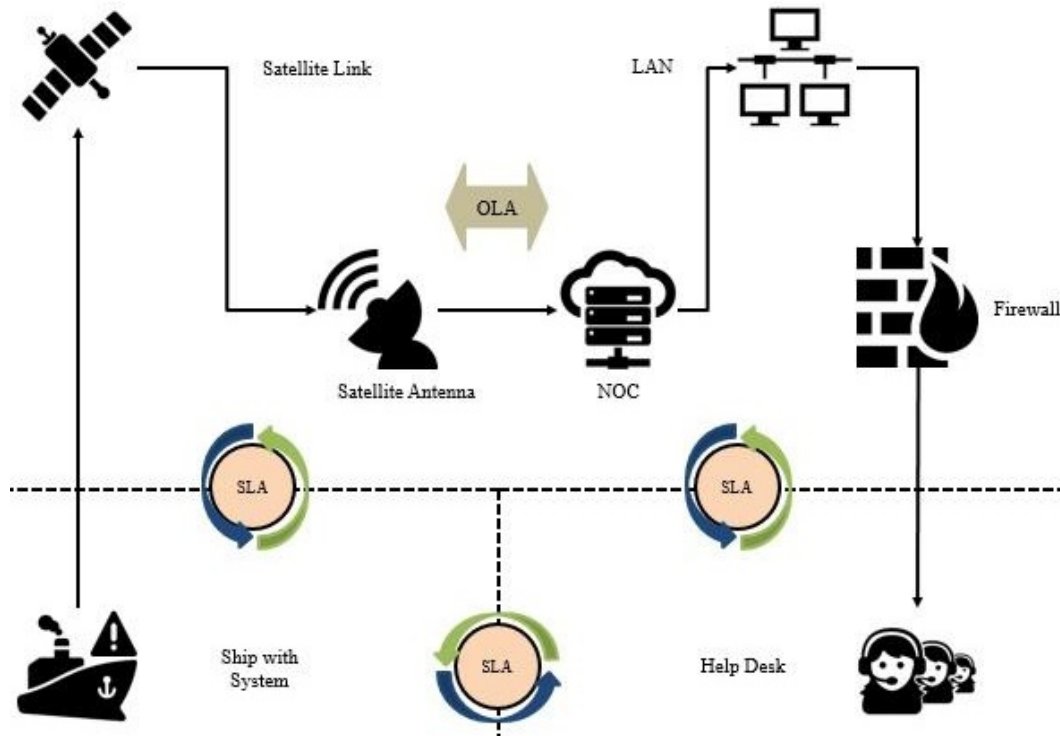 Satellite Link
LAN
OLA
Firewall
Satellite Antenna
NOC
SLA
SLA
Ship with
System
SLA
Help Desk